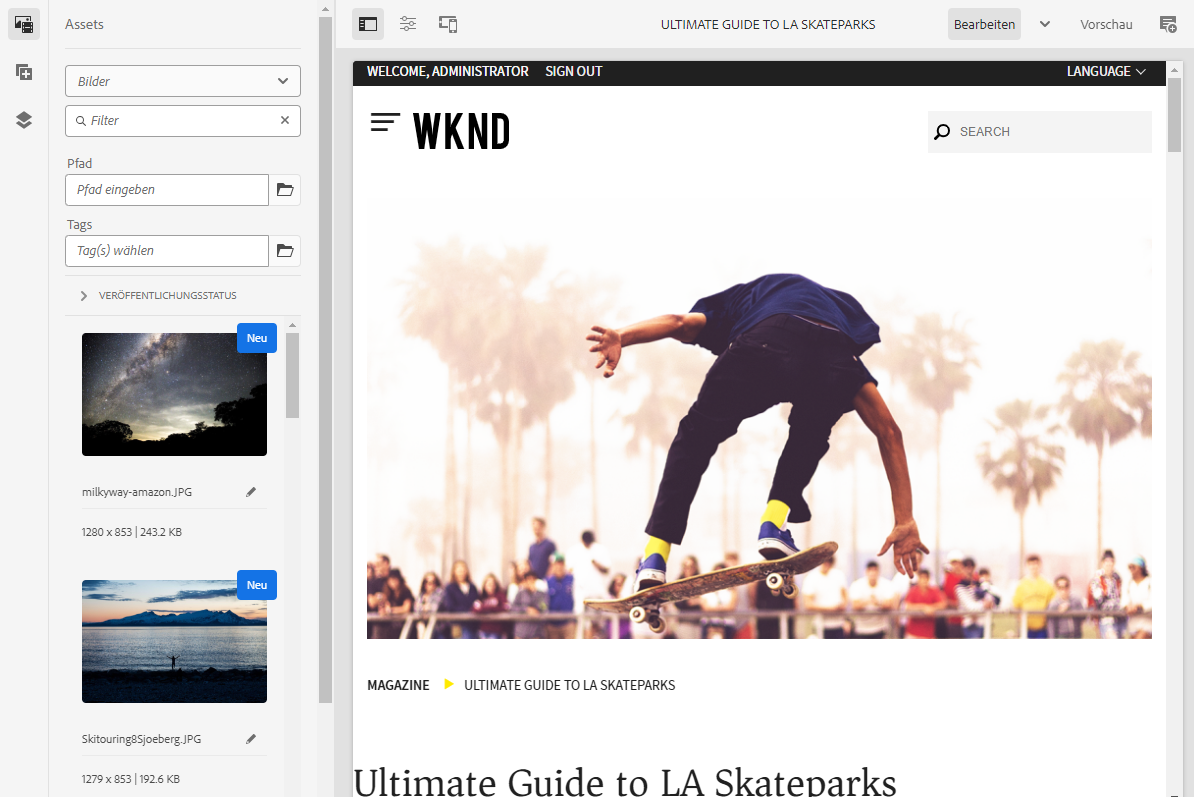 Assets
Bilder
Filter
Pfad
Pfad eingeben
Tags
Tag(s) wählen
VERÖFFENTLICHUNGSSTATUS
Neu
milkyway-amazon.JPG
1280 x 853 | 243.2 KB
Neu
Skitouring8Sjoeberg.JPG
1279 x 853 | 192.6 KB
ULTIMATE GUIDE TO LA SKATEPARKS
Bearbeiten
Vorschau
WELCOME, ADMINISTRATOR SIGN OUT
LANGUAGE
WKND
SEARCH
MAGAZINE ULTIMATE GUIDE TO LA SKATEPARKS
Ultimate Guide to LA Skateparks